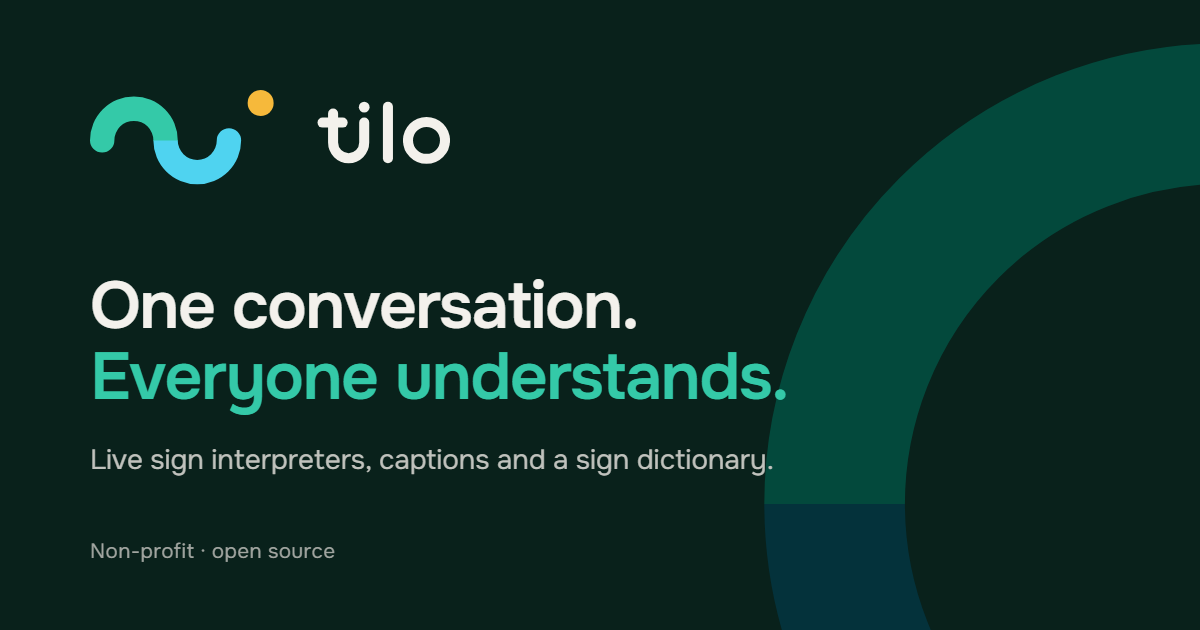 tilo
One conversation.
Everyone understands.
Live sign interpreters, captions and a sign dictionary.
Non-profit · open source